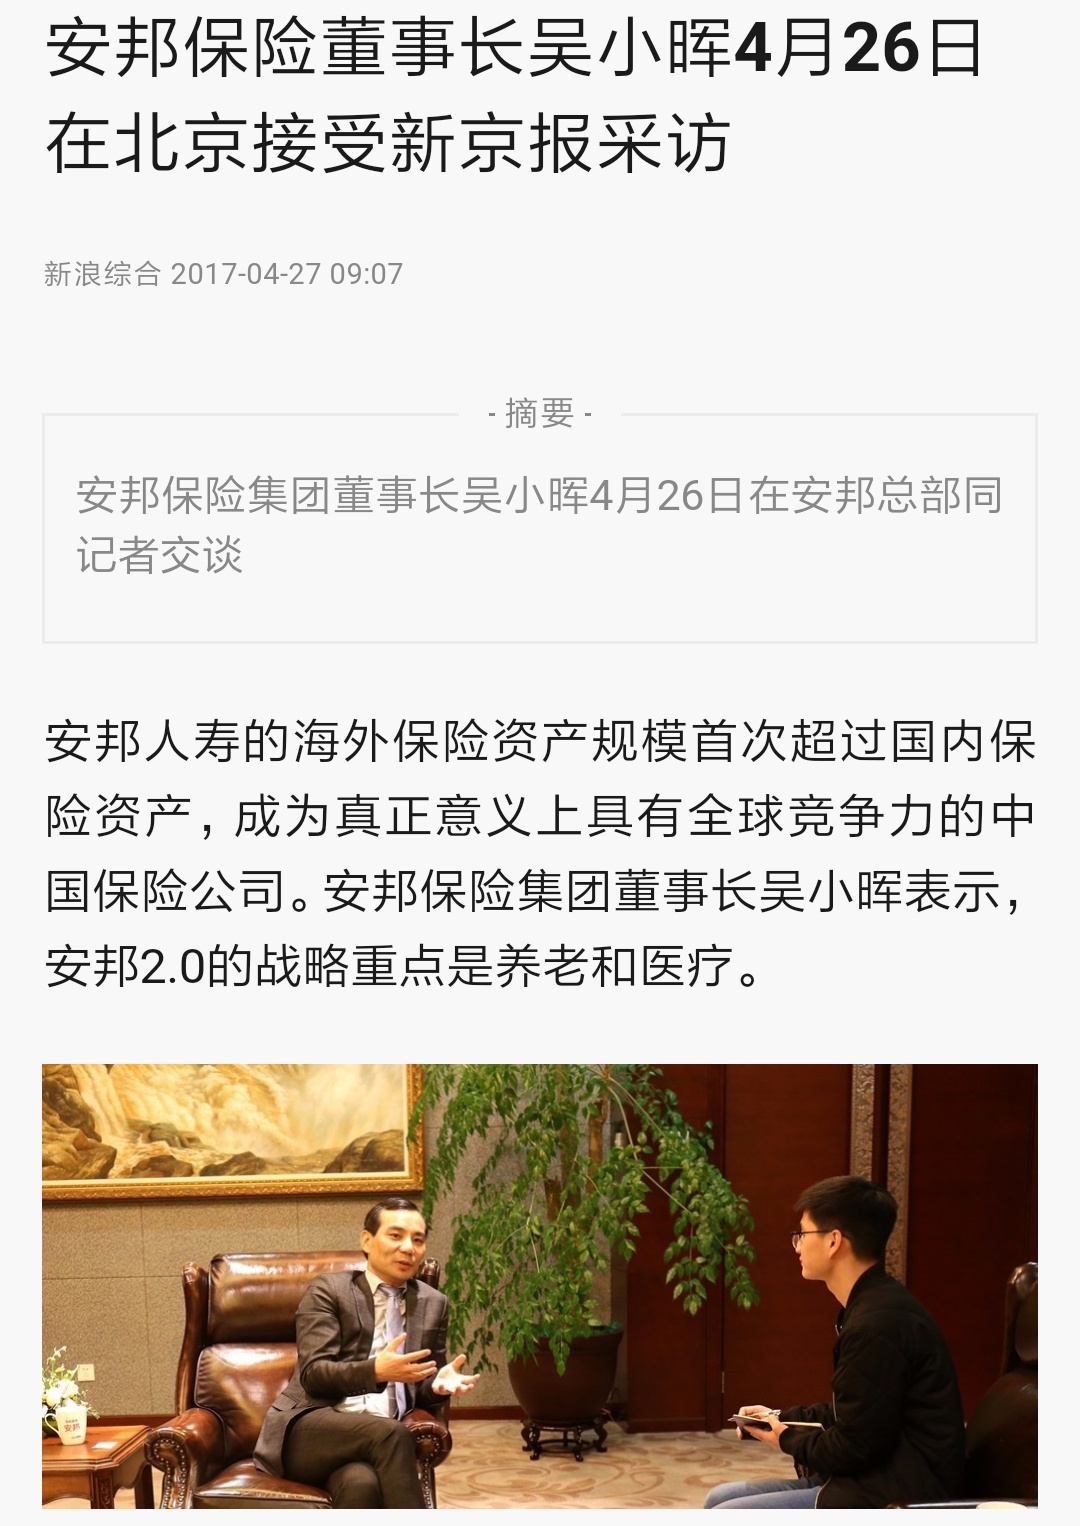 安邦保险董事长吴小晖4月26日
在北京接受新京报采访
新浪综合 2017-04-27 09:07
- 摘要 -
安邦保险集团董事长吴小晖4月26日在安邦总部同
记者交谈
安邦人寿的海外保险资产规模首次超过国内保
险资产，成为真正意义上具有全球竞争力的中
国保险公司。安邦保险集团董事长吴小晖表示，
安邦2.0的战略重点是养老和医疗。
安邦